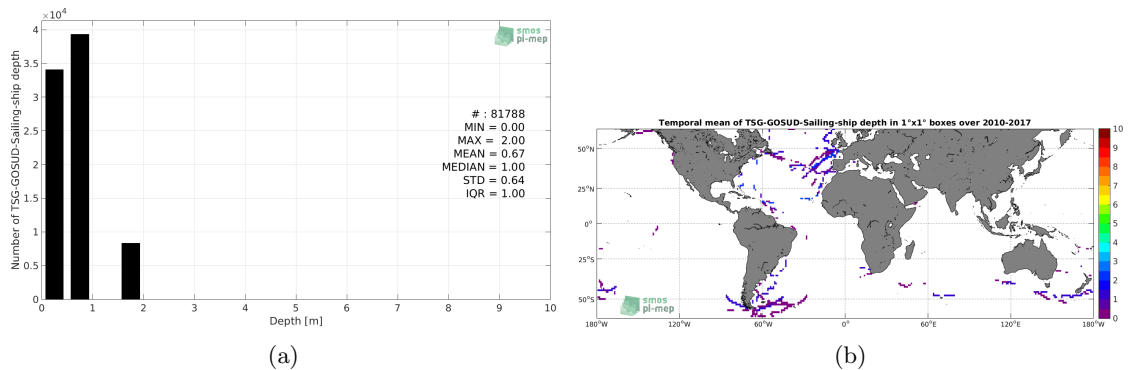 ×10⁴
4
3.5
3
2.5
2
1.5
1
0.5
0
Number of TSG-GOSUD-Sailing-ship depth
smos
pi-mep
# : 81788
MIN = 0.00
MAX = 2.00
MEAN = 0.67
MEDIAN = 1.00
STD = 0.64
IQR = 1.00
0 1 2 3 4 5 6 7 8 9 10
Depth [m]
(a)
Temporal mean of TSG-GOSUD-Sailing-ship depth in 1°x1° boxes over 2010-2017
50°N
25°N
0°
25°S
50°S
smos
pi-mep
180°W 120°W 60°W 0° 60°E 120°E 180°W
10
9
8
7
6
5
4
3
2
1
0
(b)